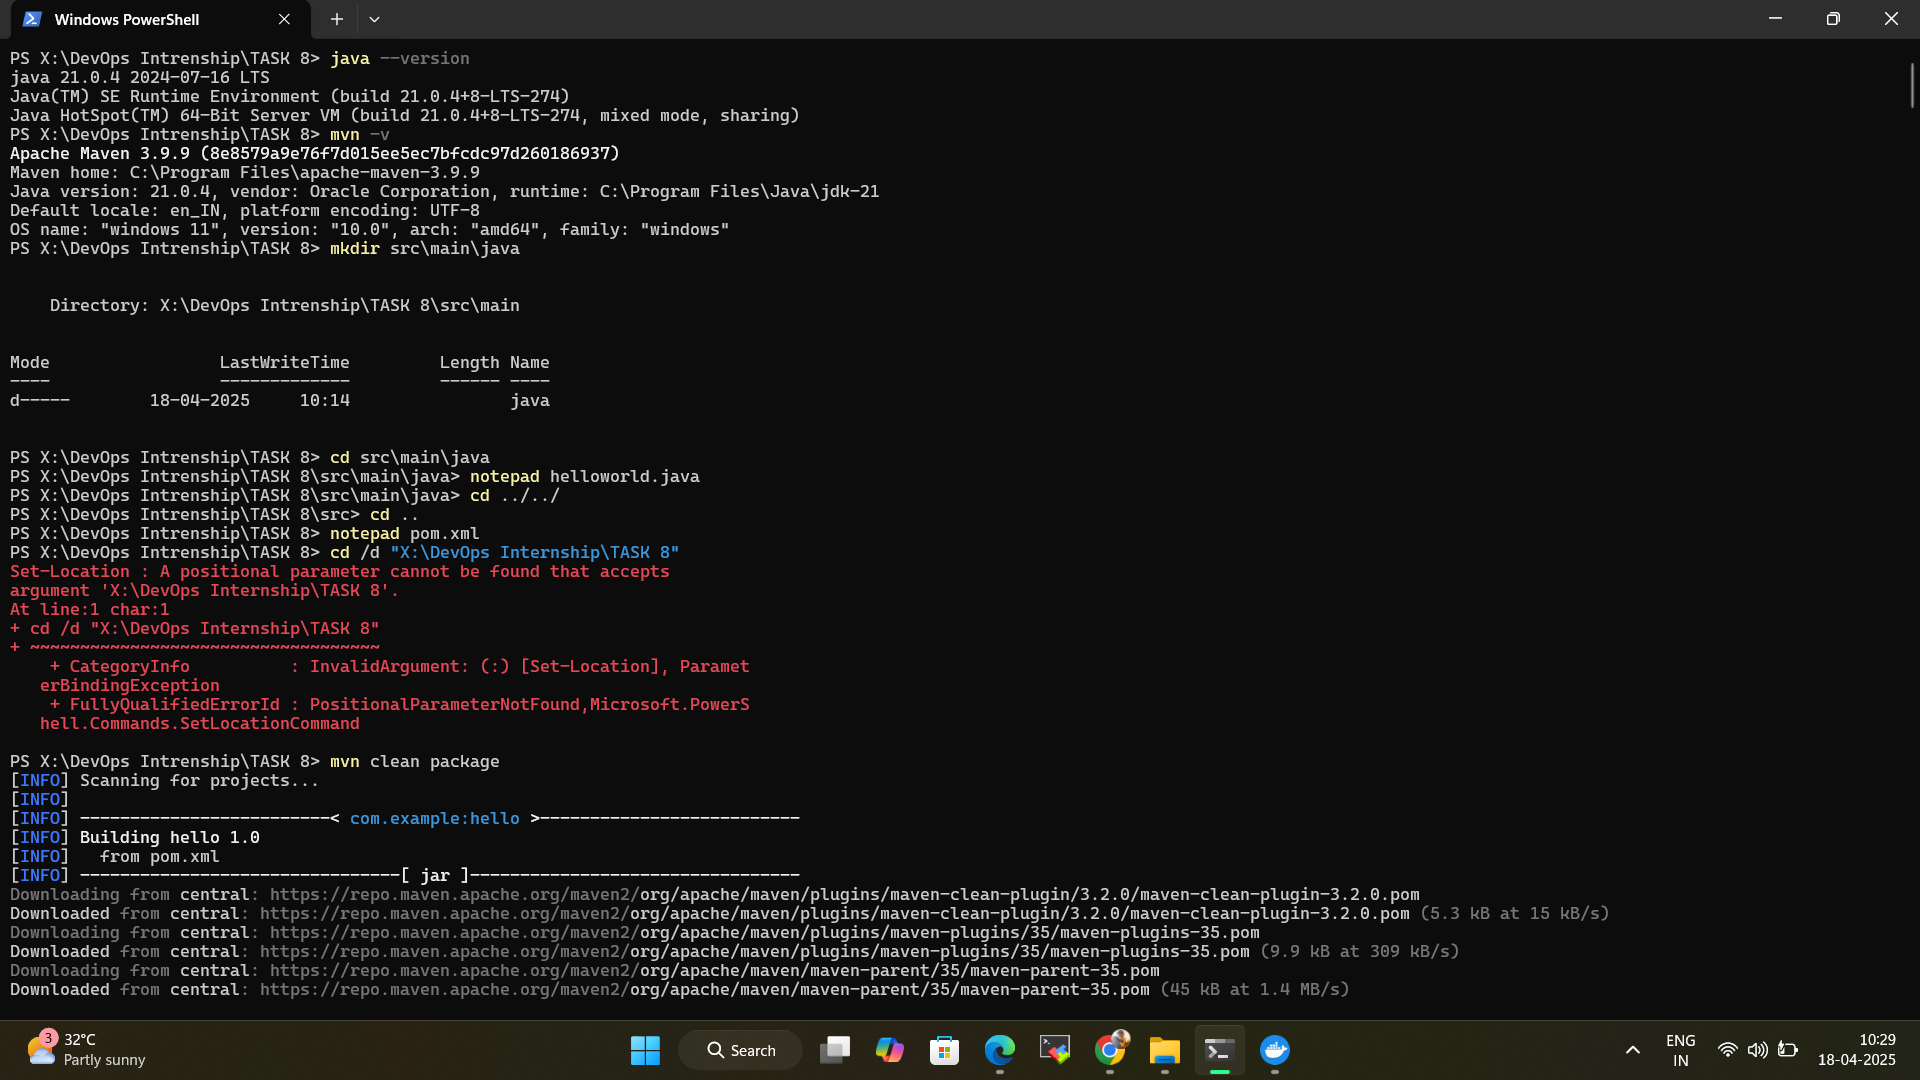 Windows PowerShell
PS X:\DevOps Intrenship\TASK 8> java --version
java 21.0.4 2024-07-16 LTS
Java(TM) SE Runtime Environment (build 21.0.4+8-LTS-274)
Java HotSpot(TM) 64-Bit Server VM (build 21.0.4+8-LTS-274, mixed mode, sharing)
PS X:\DevOps Intrenship\TASK 8> mvn -v
Apache Maven 3.9.9 (8e8579a9e76f7d015ee5ec7bfcdc97d260186937)
Maven home: C:\Program Files\apache-maven-3.9.9
Java version: 21.0.4, vendor: Oracle Corporation, runtime: C:\Program Files\Java\jdk-21
Default locale: en_IN, platform encoding: UTF-8
OS name: "windows 11", version: "10.0", arch: "amd64", family: "windows"
PS X:\DevOps Intrenship\TASK 8> mkdir src\main\java
    Directory: X:\DevOps Intrenship\TASK 8\src\main
Mode                 LastWriteTime         Length Name
----                 -------------         ------ ----
d-----        18-04-2025     10:14                java
PS X:\DevOps Intrenship\TASK 8> cd src\main\java
PS X:\DevOps Intrenship\TASK 8\src\main\java> notepad helloworld.java
PS X:\DevOps Intrenship\TASK 8\src\main\java> cd ../../
PS X:\DevOps Intrenship\TASK 8\src> cd ..
PS X:\DevOps Intrenship\TASK 8> notepad pom.xml
PS X:\DevOps Intrenship\TASK 8> cd /d "X:\DevOps Internship\TASK 8"
Set-Location : A positional parameter cannot be found that accepts
argument 'X:\DevOps Internship\TASK 8'.
At line:1 char:1
+ cd /d "X:\DevOps Internship\TASK 8"
+ ~~~~~~~~~~~~~~~~~~~~~~~~~~~~~~~~~~~
    + CategoryInfo          : InvalidArgument: (:) [Set-Location], Paramet
   erBindingException
    + FullyQualifiedErrorId : PositionalParameterNotFound,Microsoft.PowerS
   hell.Commands.SetLocationCommand
PS X:\DevOps Intrenship\TASK 8> mvn clean package
[INFO] Scanning for projects...
[INFO]
[INFO] -------------------------< com.example:hello >--------------------------
[INFO] Building hello 1.0
[INFO]   from pom.xml
[INFO] --------------------------------[ jar ]---------------------------------
Downloading from central: https://repo.maven.apache.org/maven2/org/apache/maven/plugins/maven-clean-plugin/3.2.0/maven-clean-plugin-3.2.0.pom
Downloaded from central: https://repo.maven.apache.org/maven2/org/apache/maven/plugins/maven-clean-plugin/3.2.0/maven-clean-plugin-3.2.0.pom (5.3 kB at 15 kB/s)
Downloading from central: https://repo.maven.apache.org/maven2/org/apache/maven/plugins/maven-plugins/35/maven-plugins-35.pom
Downloaded from central: https://repo.maven.apache.org/maven2/org/apache/maven/plugins/maven-plugins/35/maven-plugins-35.pom (9.9 kB at 309 kB/s)
Downloading from central: https://repo.maven.apache.org/maven2/org/apache/maven/maven-parent/35/maven-parent-35.pom
Downloaded from central: https://repo.maven.apache.org/maven2/org/apache/maven/maven-parent/35/maven-parent-35.pom (45 kB at 1.4 MB/s)
3
32°C
Partly sunny
Search
ENG
IN
10:29
18-04-2025